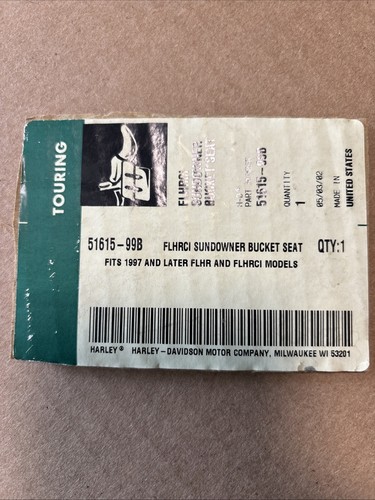 TOURING
FLHRCI
SUNDOWNER
BUCKET SEAT
PART
51615-99B
QUANTITY
1
05/03/02
MADE IN
UNITED STATES
51615-99B FLHRCI SUNDOWNER BUCKET SEAT QTY:1
FITS 1997 AND LATER FLHR AND FLHRCI MODELS
HARLEY® HARLEY-DAVIDSON MOTOR COMPANY, MILWAUKEE WI 53201